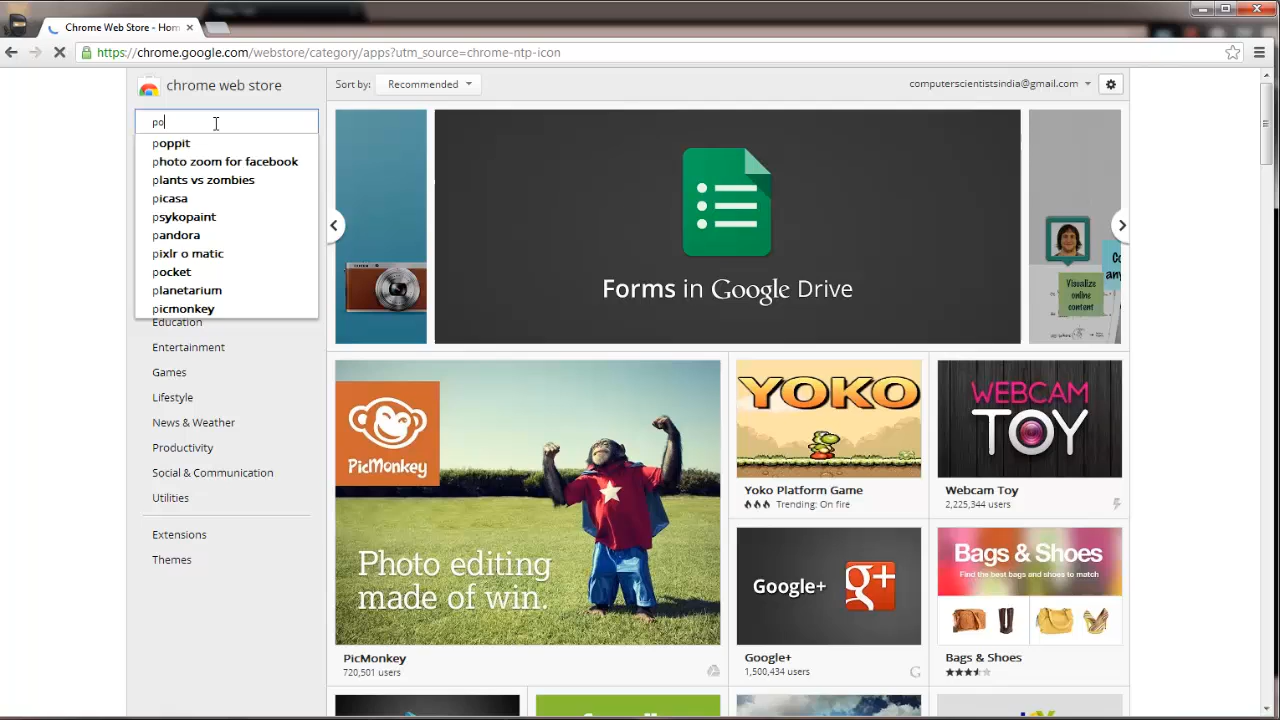 Chrome Web Store - Hom
https://chrome.google.com/webstore/category/apps?utm_source=chrome-ntp-icon
chrome web store
Sort by: Recommended
computerscientistsindia@gmail.com
po
poppit
photo zoom for facebook
plants vs zombies
picasa
psykopaint
pandora
pixlr o matic
pocket
planetarium
picmonkey
Education
Entertainment
Games
Lifestyle
News & Weather
Productivity
Social & Communication
Utilities
Extensions
Themes
Forms in Google Drive
Visualize
online
content
PicMonkey
Photo editing
made of win.
PicMonkey
720,501 users
YOKO
Yoko Platform Game
Trending: On fire
WEBCAM
TOY
Webcam Toy
2,225,344 users
Google+
g+
Google+
1,500,434 users
Bags & Shoes
Find the best bags and shoes to match
Bags & Shoes